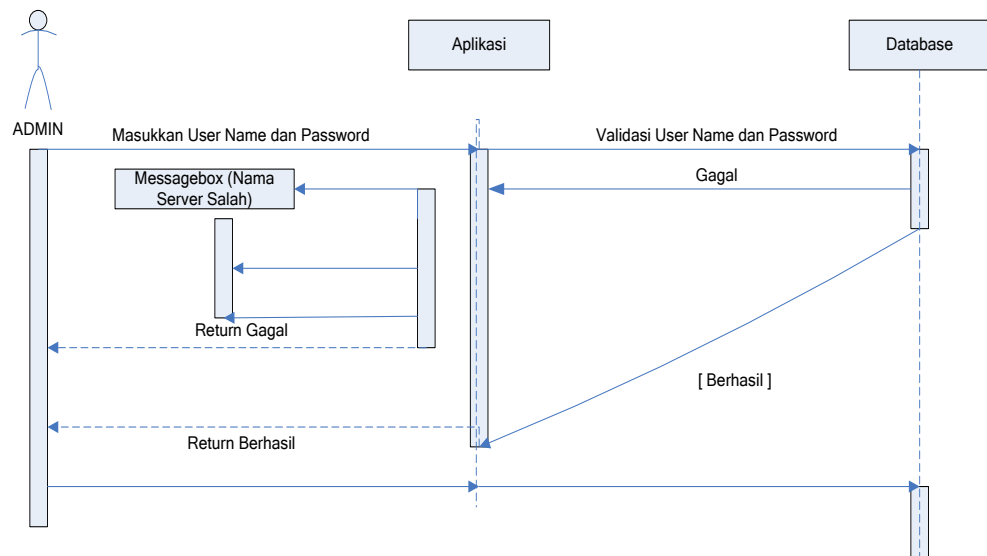 Aplikasi
Database
ADMIN
Masukkan User Name dan Password
Validasi User Name dan Password
Messagebox (Nama
Server Salah)
Gagal
Return Gagal
[ Berhasil ]
Return Berhasil